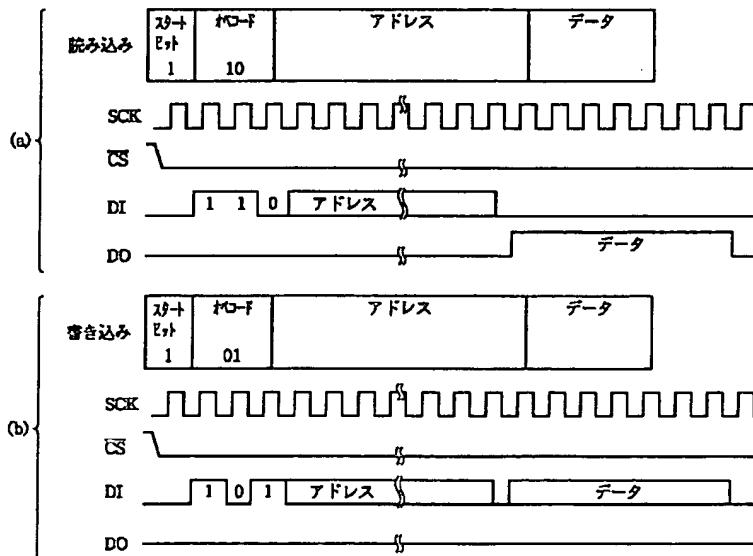 (a)
読み込み
スタート
ビット
1
オペコード
10
アドレス
データ
SCK
CS
DI
1 1 0 アドレス
DO
データ
(b)
書き込み
スタート
ビット
1
オペコード
01
アドレス
データ
SCK
CS
DI
1 0 1 アドレス
データ
DO